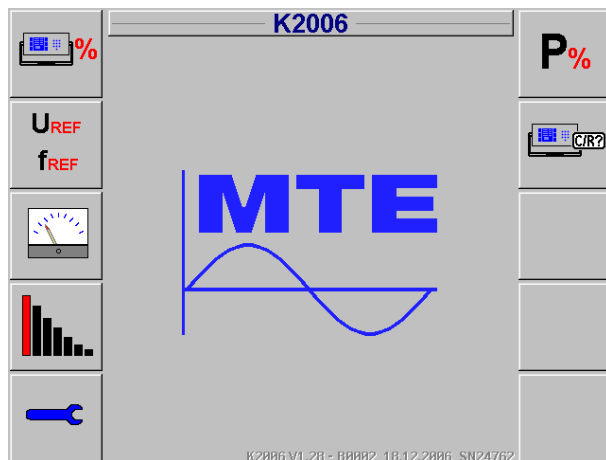 K2006
%
P%
UREF
fREF
C/R?
MTE
K2006 V1.28 - B0002 18.12.2006 SN24762